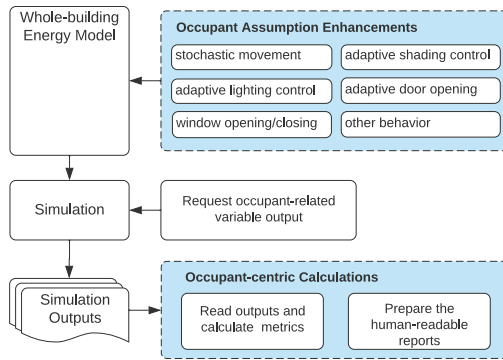 Whole-building
Energy Model
Occupant Assumption Enhancements
stochastic movement
adaptive shading control
adaptive lighting control
adaptive door opening
window opening/closing
other behavior
Simulation
Request occupant-related
variable output
Simulation
Outputs
Occupant-centric Calculations
Read outputs and
calculate metrics
Prepare the
human-readable
reports